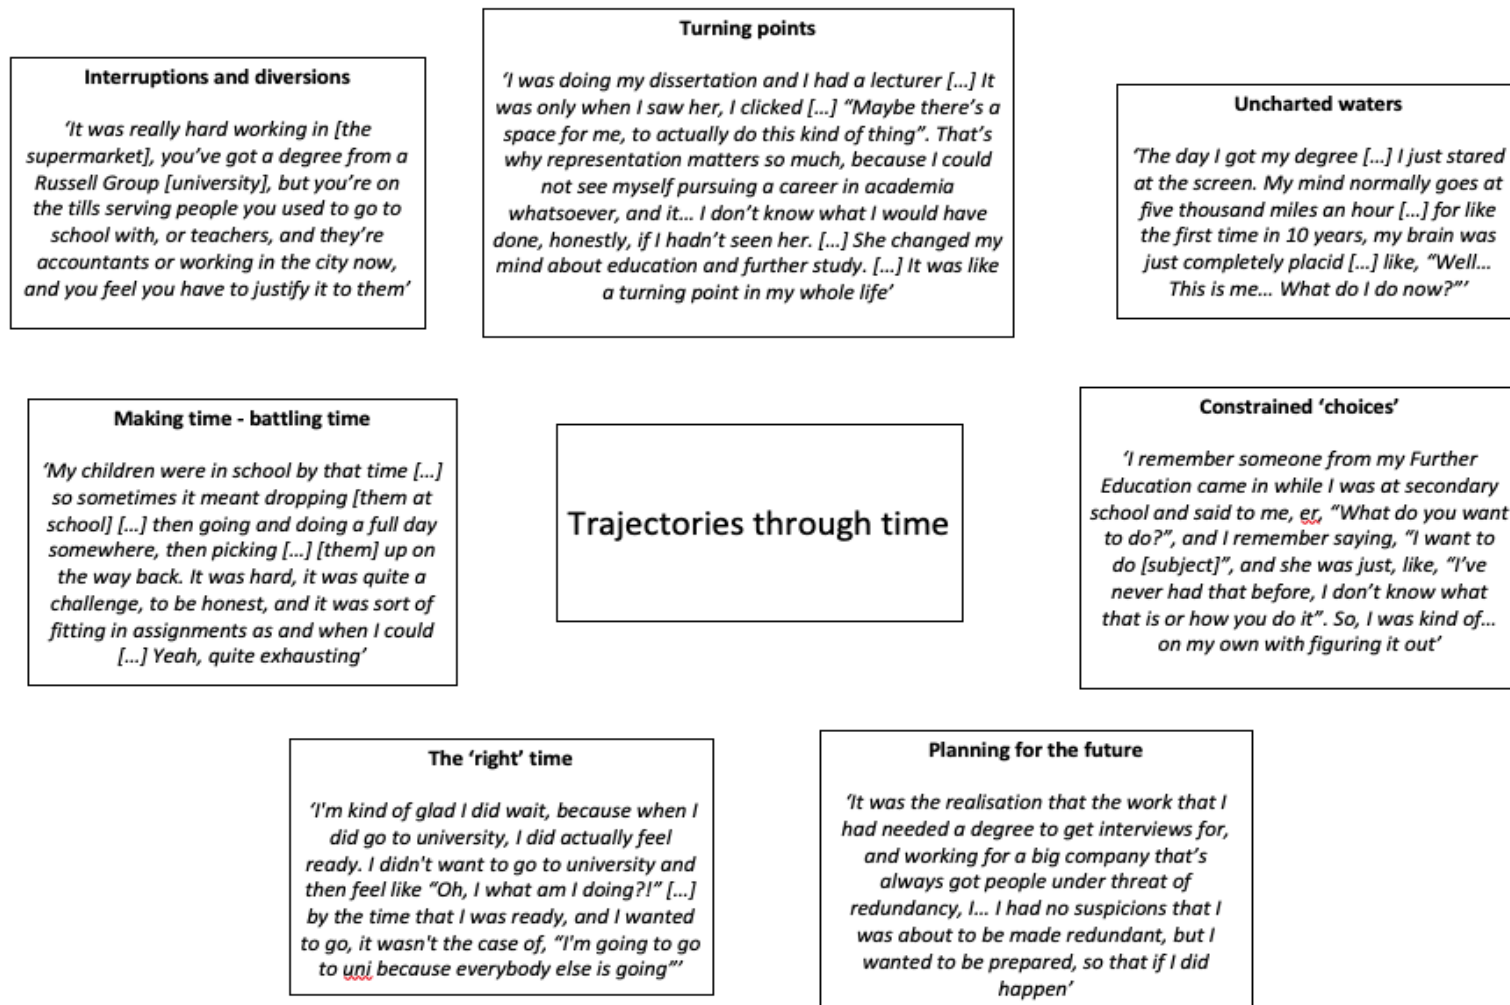 Turning points
‘I was doing my dissertation and I had a lecturer […] It
was only when I saw her, I clicked […] “Maybe there’s a
space for me, to actually do this kind of thing”. That’s
why representation matters so much, because I could
not see myself pursuing a career in academia
whatsoever, and it… I don’t know what I would have
done, honestly, if I hadn’t seen her. […] She changed my
mind about education and further study. […] It was like
a turning point in my whole life’
Interruptions and diversions
‘It was really hard working in [the
supermarket], you’ve got a degree from a
Russell Group [university], but you’re on
the tills serving people you used to go to
school with, or teachers, and they’re
accountants or working in the city now,
and you feel you have to justify it to them’
Uncharted waters
‘The day I got my degree […] I just stared
at the screen. My mind normally goes at
five thousand miles an hour […] for like
the first time in 10 years, my brain was
just completely placid […] like, “Well…
This is me… What do I do now?”’
Making time - battling time
‘My children were in school by that time […]
so sometimes it meant dropping [them at
school] […] then going and doing a full day
somewhere, then picking […] [them] up on
the way back. It was hard, it was quite a
challenge, to be honest, and it was sort of
fitting in assignments as and when I could
[…] Yeah, quite exhausting’
Trajectories through time
Constrained ‘choices’
‘I remember someone from my Further
Education came in while I was at secondary
school and said to me, er, “What do you want
to do?”, and I remember saying, “I want to
do [subject]”, and she was just, like, “I’ve
never had that before, I don’t know what
that is or how you do it”. So, I was kind of…
on my own with figuring it out’
The ‘right’ time
‘I'm kind of glad I did wait, because when I
did go to university, I did actually feel
ready. I didn't want to go to university and
then feel like “Oh, I what am I doing?!” […]
by the time that I was ready, and I wanted
to go, it wasn't the case of, “I'm going to go
to uni because everybody else is going”’
Planning for the future
‘It was the realisation that the work that I
had needed a degree to get interviews for,
and working for a big company that’s
always got people under threat of
redundancy, I… I had no suspicions that I
was about to be made redundant, but I
wanted to be prepared, so that if I did
happen’